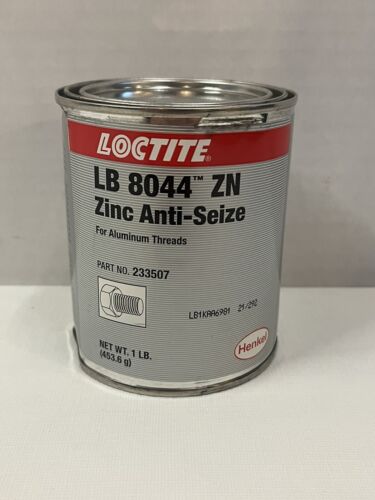 LOCTITE®
LB 8044™ ZN
Zinc Anti-Seize
For Aluminum Threads
PART NO. 233507
LB1KAA6981 21/292
NET WT. 1 LB.
(453.6 g)
Henkel